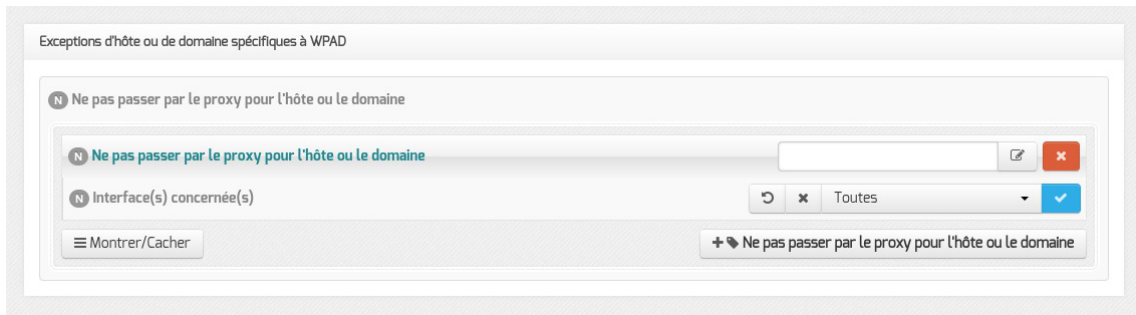 Exceptions d'hôte ou de domaine spécifiques à WPAD
N Ne pas passer par le proxy pour l'hôte ou le domaine
N Ne pas passer par le proxy pour l'hôte ou le domaine
N Interface(s) concernée(s) Toutes
Montrer/Cacher + Ne pas passer par le proxy pour l'hôte ou le domaine